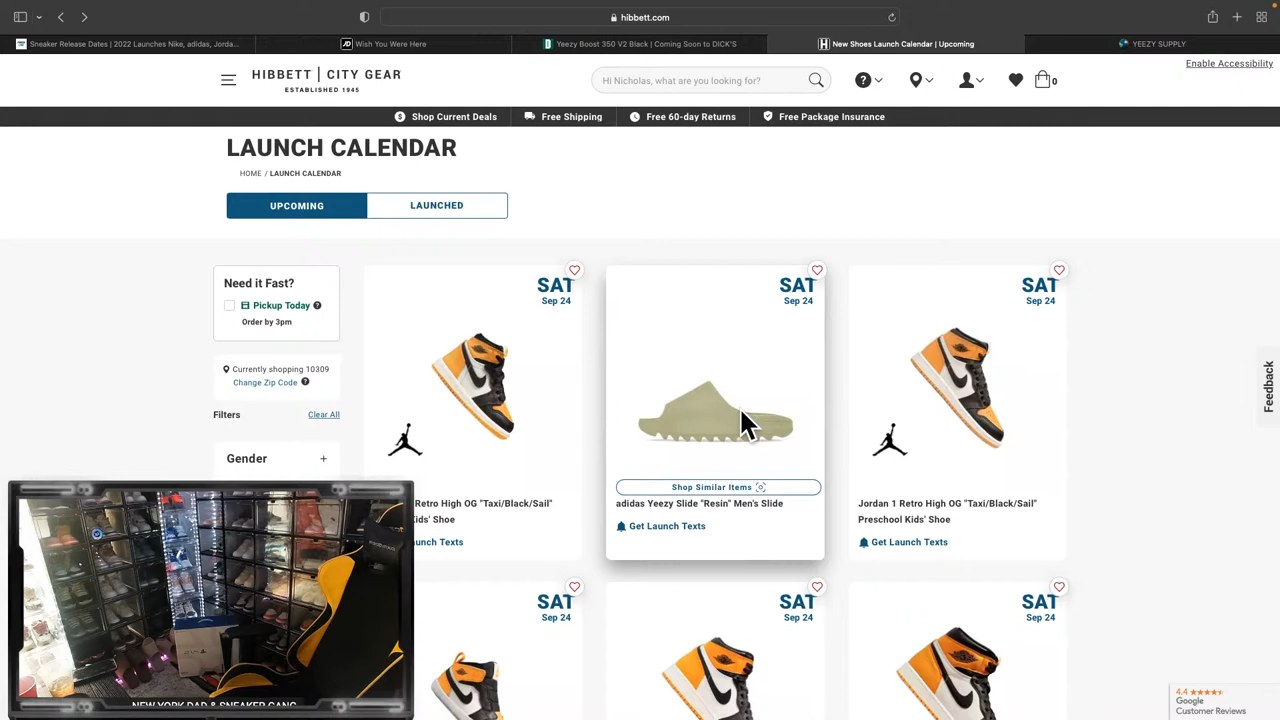 hibbett.com
Sneaker Release Dates | 2022 Launches Nike, adidas, Jorda...
Wish You Were Here
Yeezy Boost 350 V2 Black | Coming Soon to DICK'S
New Shoes Launch Calendar | Upcoming
YEEZY SUPPLY
Enable Accessibility
HIBBETT | CITY GEAR
ESTABLISHED 1945
Hi Nicholas, what are you looking for?
0
Shop Current Deals
Free Shipping
Free 60-day Returns
Free Package Insurance
LAUNCH CALENDAR
HOME / LAUNCH CALENDAR
UPCOMING
LAUNCHED
Need it Fast?
Pickup Today
Order by 3pm
Currently shopping 10309
Change Zip Code
Filters
Clear All
Gender
+
SAT
Sep 24
Retro High OG "Taxi/Black/Sail"
Kids' Shoe
Launch Texts
SAT
Sep 24
Shop Similar Items
adidas Yeezy Slide "Resin" Men's Slide
Get Launch Texts
SAT
Sep 24
Jordan 1 Retro High OG "Taxi/Black/Sail"
Preschool Kids' Shoe
Get Launch Texts
SAT
Sep 24
SAT
Sep 24
SAT
Sep 24
Feedback
4.4
Google
Customer Reviews
NEW YORK DAD & SNEAKER GANG